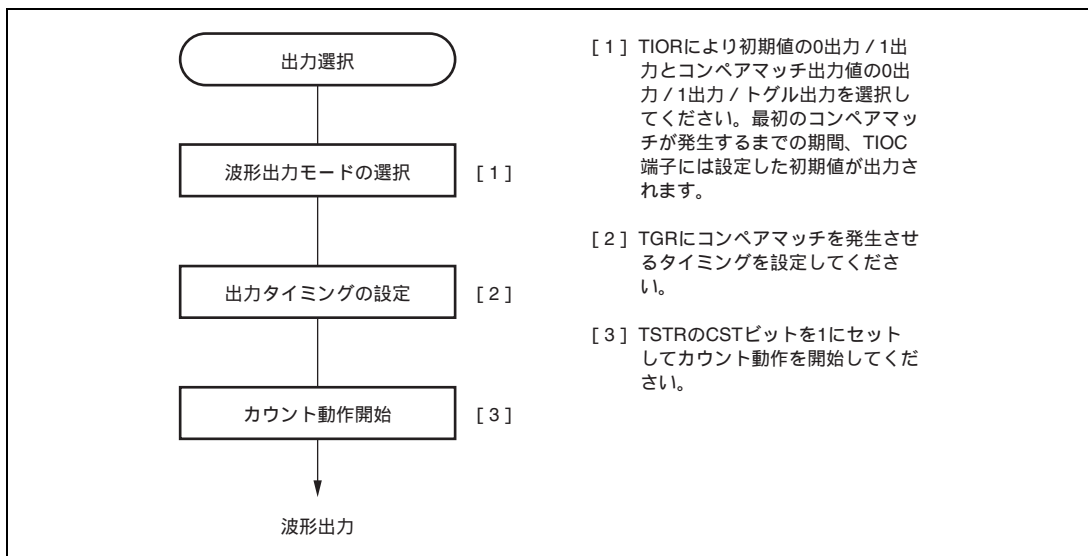 出力選択
波形出力モードの選択 [1]
出力タイミングの設定 [2]
カウント動作開始 [3]
波形出力
[1] TIORにより初期値の0出力 / 1出
力とコンペアマッチ出力値の0出
力 / 1出力 / トグル出力を選択し
てください。最初のコンペアマッ
チが発生するまでの期間、TIOC
端子には設定した初期値が出力さ
れます。
[2] TGRにコンペアマッチを発生させ
るタイミングを設定してくださ
い。
[3] TSTRのCSTビットを1にセット
してカウント動作を開始してくだ
さい。